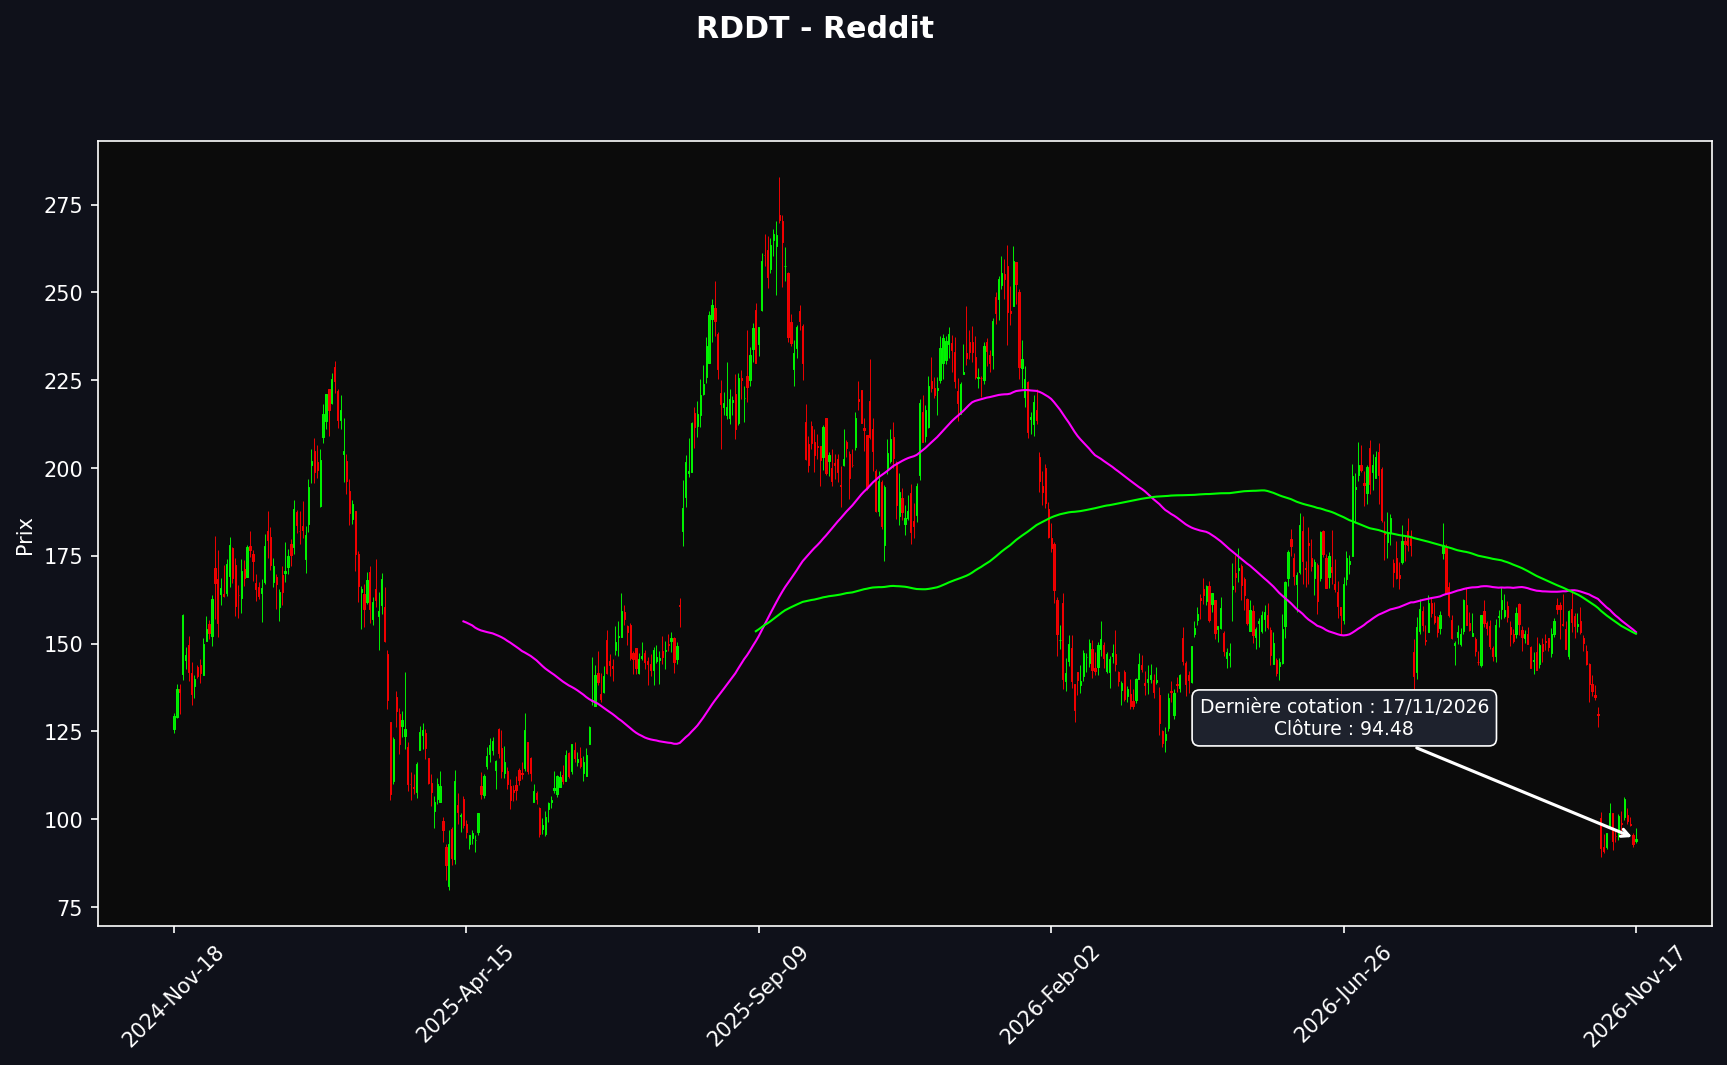 RDDT - Reddit
Prix
275
250
225
200
175
150
125
100
75
Dernière cotation : 17/11/2026
Clôture : 94.48
2024-Nov-18
2025-Apr-15
2025-Sep-09
2026-Feb-02
2026-Jun-26
2026-Nov-17